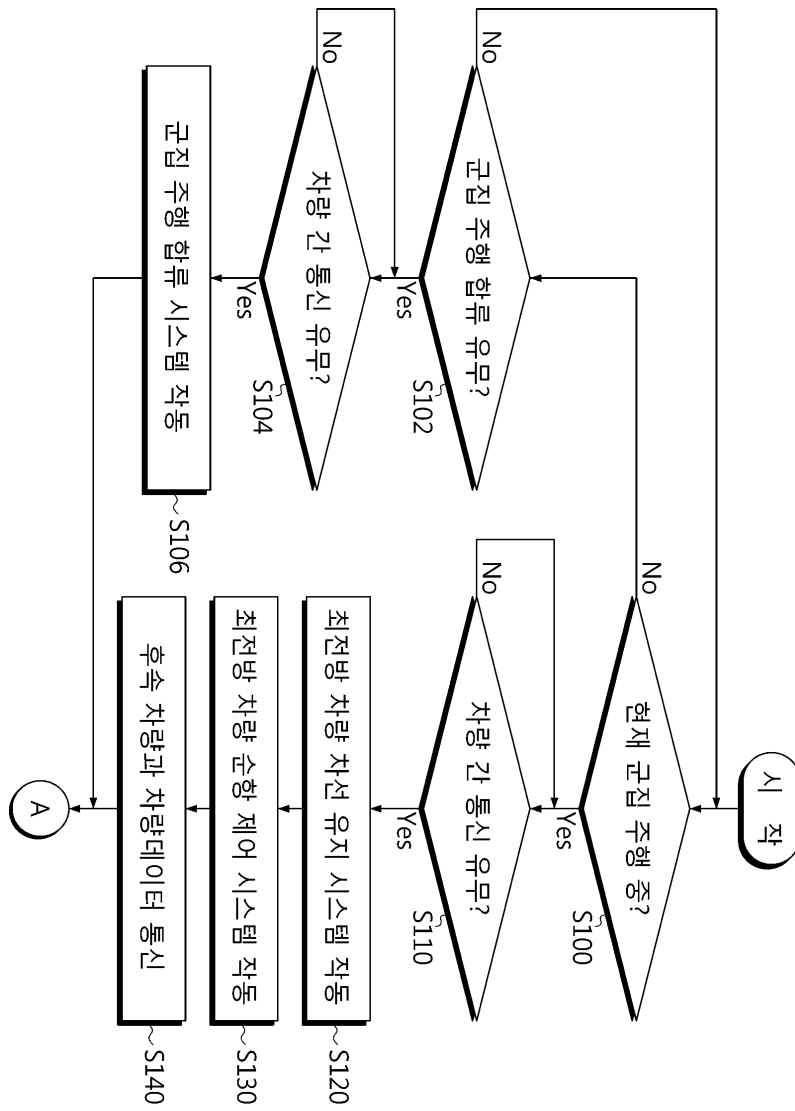 시 작
현재 군집 주행 중?
S100
No
Yes
군집 주행 합류 유무?
S102
No
Yes
차량 간 통신 유무?
S104
No
Yes
군집 주행 합류 시스템 작동
S106
차량 간 통신 유무?
S110
No
Yes
최전방 차량 차선 유지 시스템 작동
S120
최전방 차량 순항 제어 시스템 작동
S130
후속 차량과 차량데이터 통신
S140
A